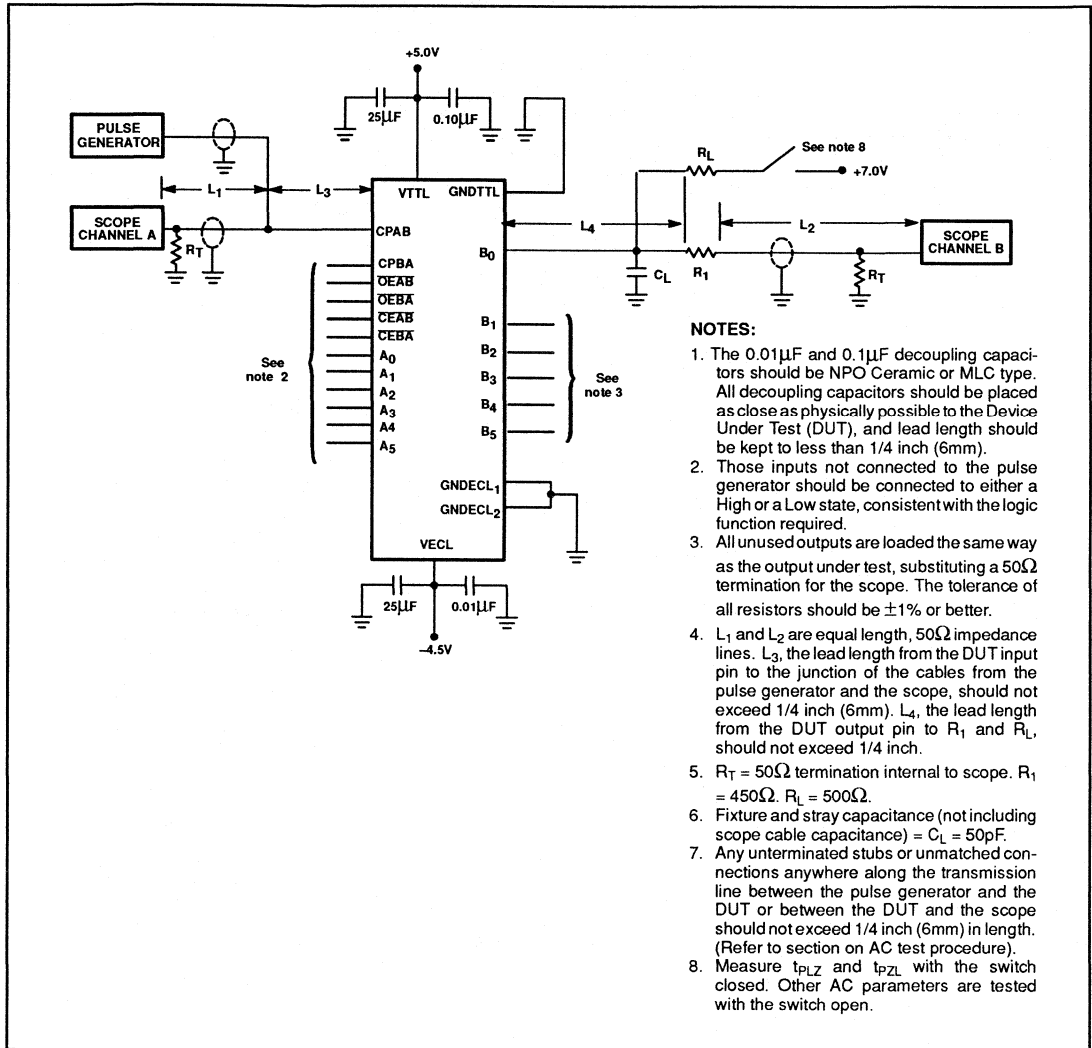 +5.0V
25μF
0.10μF
PULSE
GENERATOR
L1
L3
SCOPE
CHANNEL A
RT
VTTL
GNDTTL
CPAB
CPBA
OEAB
OEBA
CEAB
CEBA
A0
A1
A2
A3
A4
A5
See
note 2
B0
B1
B2
B3
B4
B5
See
note 3
GNDECL1
GNDECL2
VECL
25μF
0.01μF
–4.5V
RL
See note 8
+7.0V
L4
L2
CL
R1
RT
SCOPE
CHANNEL B
NOTES:
1. The 0.01μF and 0.1μF decoupling capaci-
tors should be NPO Ceramic or MLC type.
All decoupling capacitors should be placed
as close as physically possible to the Device
Under Test (DUT), and lead length should
be kept to less than 1/4 inch (6mm).
2. Those inputs not connected to the pulse
generator should be connected to either a
High or a Low state, consistent with the logic
function required.
3. All unused outputs are loaded the same way
as the output under test, substituting a 50Ω
termination for the scope. The tolerance of
all resistors should be ±1% or better.
4. L1 and L2 are equal length, 50Ω impedance
lines. L3, the lead length from the DUT input
pin to the junction of the cables from the
pulse generator and the scope, should not
exceed 1/4 inch (6mm). L4, the lead length
from the DUT output pin to R1 and RL,
should not exceed 1/4 inch.
5. RT = 50Ω termination internal to scope. R1
= 450Ω. RL = 500Ω.
6. Fixture and stray capacitance (not including
scope cable capacitance) = CL = 50pF.
7. Any unterminated stubs or unmatched con-
nections anywhere along the transmission
line between the pulse generator and the
DUT or between the DUT and the scope
should not exceed 1/4 inch (6mm) in length.
(Refer to section on AC test procedure).
8. Measure tPLZ and tPZL with the switch
closed. Other AC parameters are tested
with the switch open.